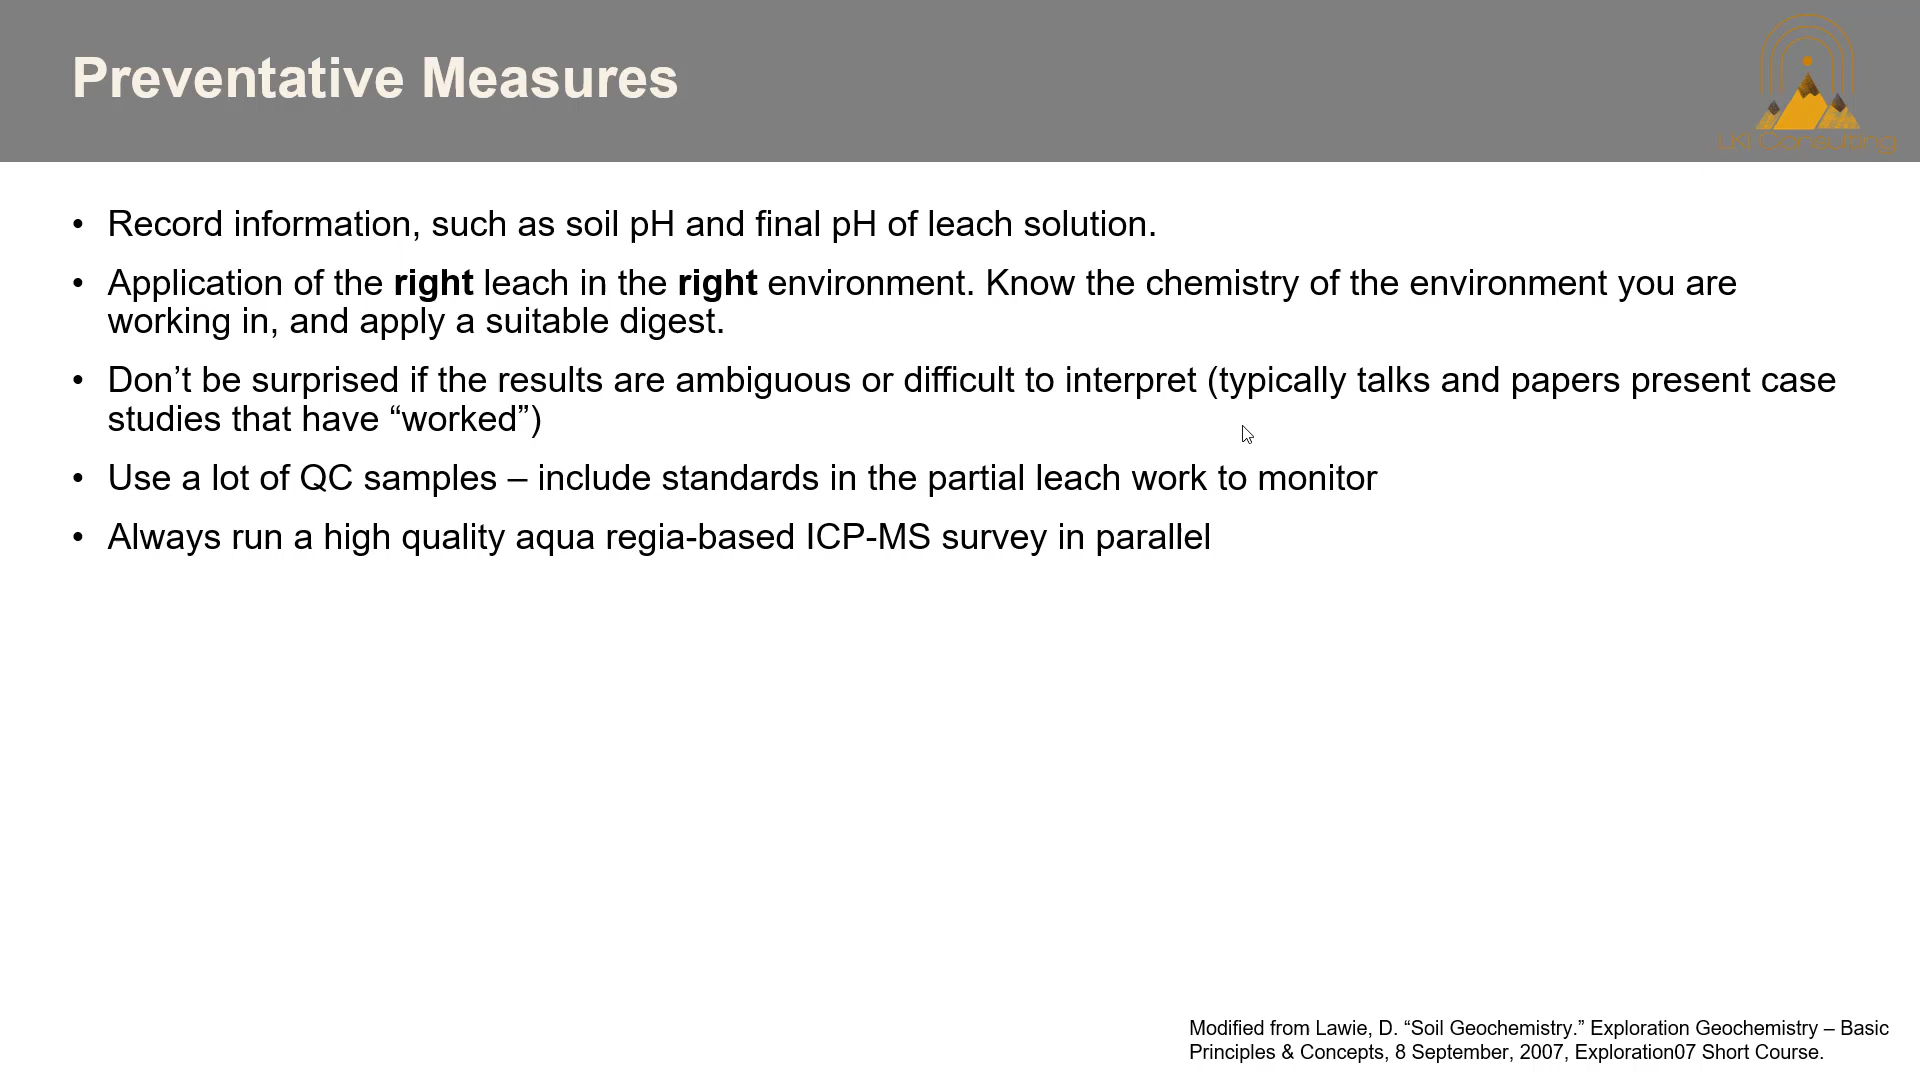 Preventative Measures
LKI Consulting
• Record information, such as soil pH and final pH of leach solution.
• Application of the right leach in the right environment. Know the chemistry of the environment you are
working in, and apply a suitable digest.
• Don’t be surprised if the results are ambiguous or difficult to interpret (typically talks and papers present case
studies that have “worked”)
• Use a lot of QC samples – include standards in the partial leach work to monitor
• Always run a high quality aqua regia-based ICP-MS survey in parallel
Modified from Lawie, D. “Soil Geochemistry.” Exploration Geochemistry – Basic
Principles & Concepts, 8 September, 2007, Exploration07 Short Course.